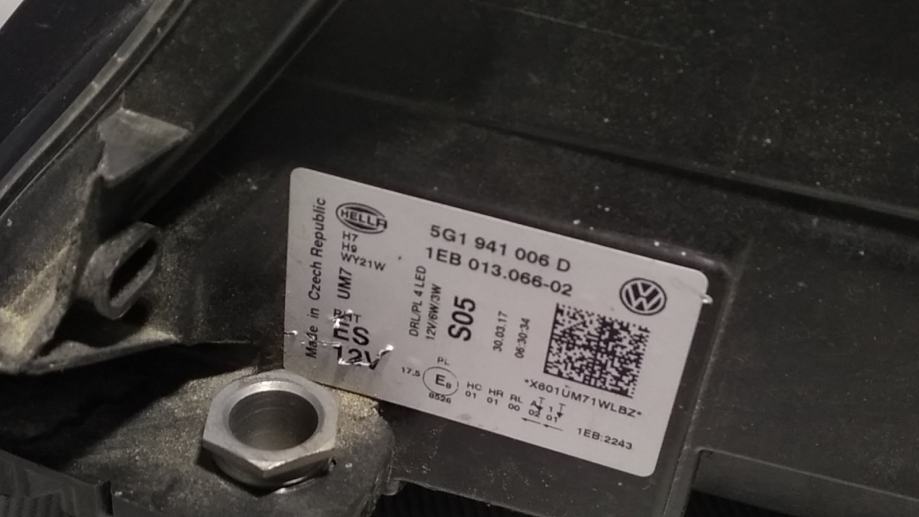 Made in Czech Republic
HELLA
H7
H9
WY21W
UM7
ES
12V
5G1 941 006 D
1EB 013.066-02
DRL/PL 4 LED
12V/6W/3W
S05
30.03.17
06:30:34
*X601UM71WLBZ*
PL
17.5
E8
8526
HC HR RL
01 01 00 02 01
1EB:2243